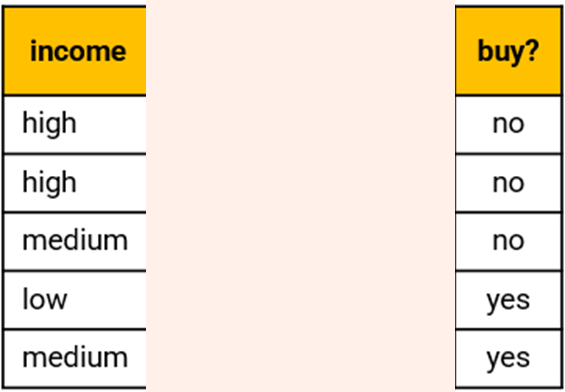 income buy?
high no
high no
medium no
low yes
medium yes